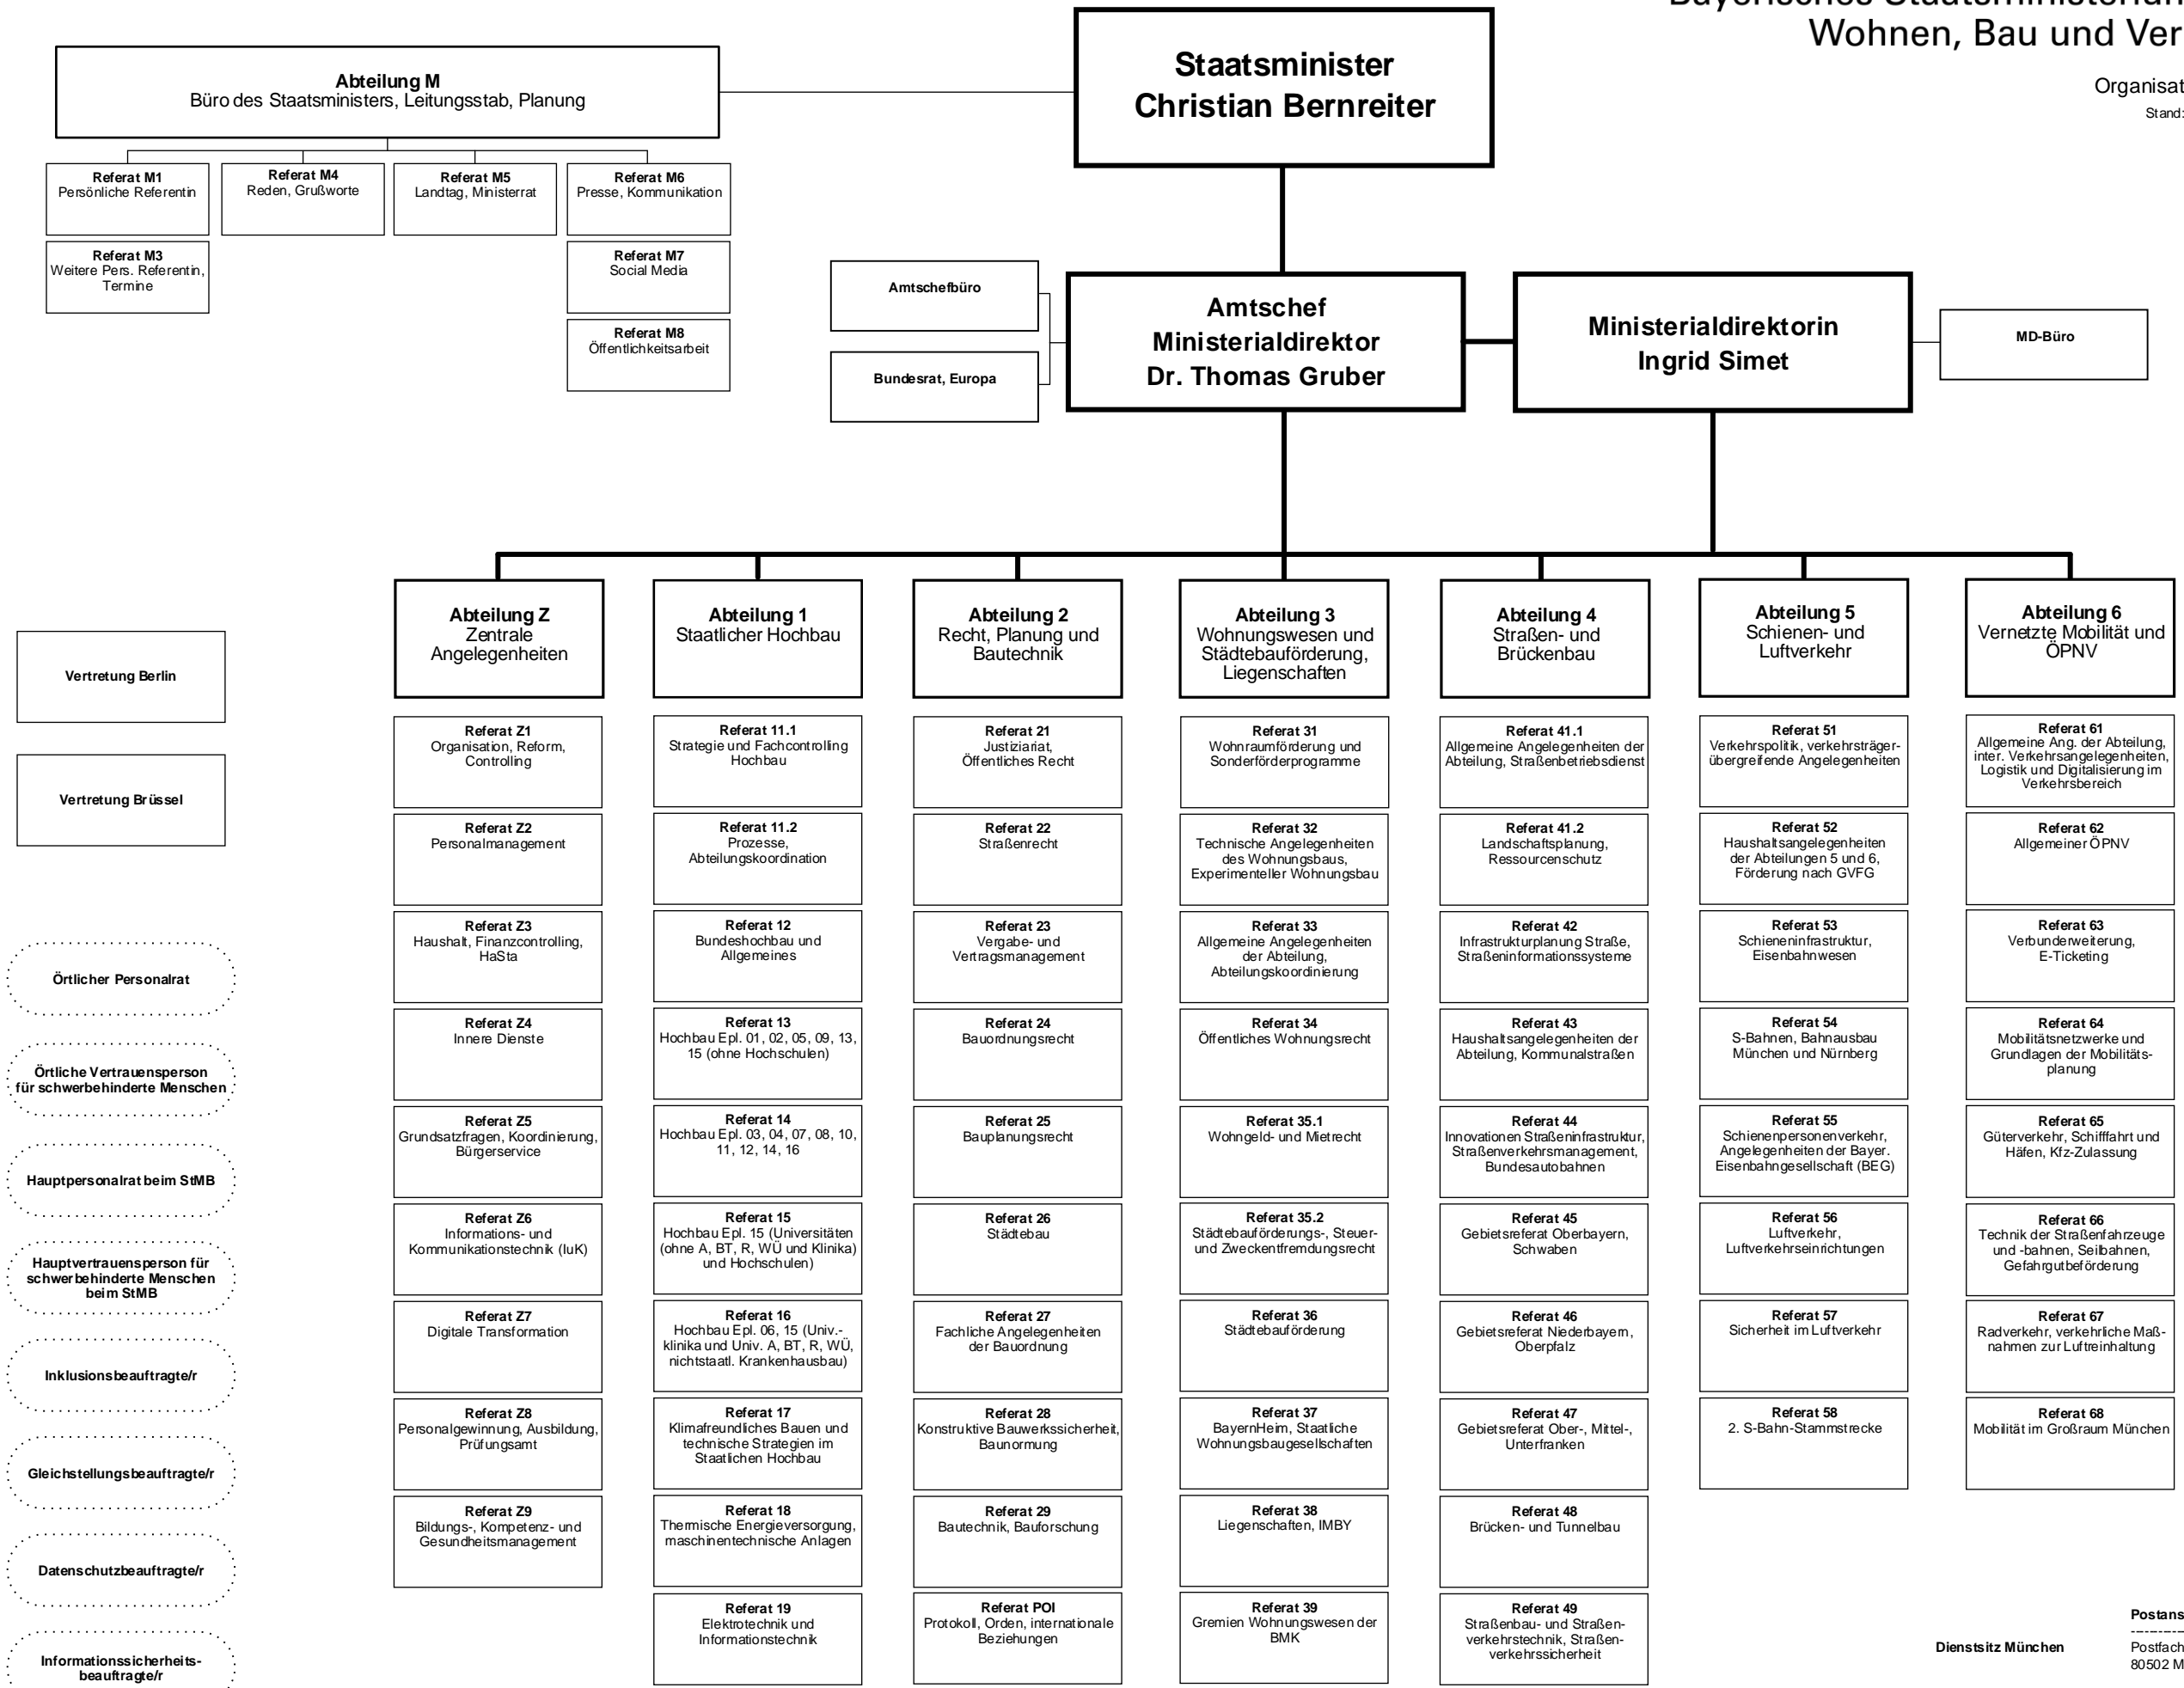 Wohnen, Bau und Ver
Organisat
Stand:
Staatsminister
Christian Bernreiter
Abteilung M
Büro des Staatsministers, Leitungsstab, Planung
Referat M1
Persönliche Referentin
Referat M4
Reden, Grußworte
Referat M5
Landtag, Ministerrat
Referat M6
Presse, Kommunikation
Referat M3
Weitere Pers. Referentin,
Termine
Referat M7
Social Media
Referat M8
Öffentlichkeitsarbeit
Amtschefbüro
Bundesrat, Europa
Amtschef
Ministerialdirektor
Dr. Thomas Gruber
Ministerialdirektorin
Ingrid Simet
MD-Büro
Vertretung Berlin
Vertretung Brüssel
Örtlicher Personalrat
Örtliche Vertrauensperson
für schwerbehinderte Menschen
Hauptpersonalrat beim StMB
Hauptvertrauensperson für
schwerbehinderte Menschen
beim StMB
Inklusionsbeauftragte/r
Gleichstellungsbeauftragte/r
Datenschutzbeauftragte/r
Informationssicherheits-
beauftragte/r
Abteilung Z
Zentrale
Angelegenheiten
Referat Z1
Organisation, Reform,
Controlling
Referat Z2
Personalmanagement
Referat Z3
Haushalt, Finanzcontrolling,
HaSta
Referat Z4
Innere Dienste
Referat Z5
Grundsatzfragen, Koordinierung,
Bürgerservice
Referat Z6
Informations- und
Kommunikationstechnik (IuK)
Referat Z7
Digitale Transformation
Referat Z8
Personalgewinnung, Ausbildung,
Prüfungsamt
Referat Z9
Bildungs-, Kompetenz- und
Gesundheitsmanagement
Abteilung 1
Staatlicher Hochbau
Referat 11.1
Strategie und Fachcontrolling
Hochbau
Referat 11.2
Prozesse,
Abteilungskoordination
Referat 12
Bundeshochbau und
Allgemeines
Referat 13
Hochbau Epl. 01, 02, 05, 09, 13,
15 (ohne Hochschulen)
Referat 14
Hochbau Epl. 03, 04, 07, 08, 10,
11, 12, 14, 16
Referat 15
Hochbau Epl. 15 (Universitäten
(ohne A, BT, R, WÜ und Klinika)
und Hochschulen)
Referat 16
Hochbau Epl. 06, 15 (Univ.-
klinika und Univ. A, BT, R, WÜ,
nichtstaatl. Krankenhausbau)
Referat 17
Klimafreundliches Bauen und
technische Strategien im
Staatlichen Hochbau
Referat 18
Thermische Energieversorgung,
maschinentechnische Anlagen
Referat 19
Elektrotechnik und
Informationstechnik
Abteilung 2
Recht, Planung und
Bautechnik
Referat 21
Justiziariat,
Öffentliches Recht
Referat 22
Straßenrecht
Referat 23
Vergabe- und
Vertragsmanagement
Referat 24
Bauordnungsrecht
Referat 25
Bauplanungsrecht
Referat 26
Städtebau
Referat 27
Fachliche Angelegenheiten
der Bauordnung
Referat 28
Konstruktive Bauwerkssicherheit,
Baunormung
Referat 29
Bautechnik, Bauforschung
Referat POI
Protokoll, Orden, internationale
Beziehungen
Abteilung 3
Wohnungswesen und
Städtebauförderung,
Liegenschaften
Referat 31
Wohnraumförderung und
Sonderförderprogramme
Referat 32
Technische Angelegenheiten
des Wohnungsbaus,
Experimenteller Wohnungsbau
Referat 33
Allgemeine Angelegenheiten
der Abteilung,
Abteilungskoordinierung
Referat 34
Öffentliches Wohnungsrecht
Referat 35.1
Wohngeld- und Mietrecht
Referat 35.2
Städtebauförderungs-, Steuer-
und Zweckentfremdungsrecht
Referat 36
Städtebauförderung
Referat 37
BayernHeim, Staatliche
Wohnungsbaugesellschaften
Referat 38
Liegenschaften, IMBY
Referat 39
Gremien Wohnungswesen der
BMK
Abteilung 4
Straßen- und
Brückenbau
Referat 41.1
Allgemeine Angelegenheiten der
Abteilung, Straßenbetriebsdienst
Referat 41.2
Landschaftsplanung,
Ressourcenschutz
Referat 42
Infrastrukturplanung Straße,
Straßeninformationssysteme
Referat 43
Haushaltsangelegenheiten der
Abteilung, Kommunalstraßen
Referat 44
Innovationen Straßeninfrastruktur,
Straßenverkehrsmanagement,
Bundesautobahnen
Referat 45
Gebietsreferat Oberbayern,
Schwaben
Referat 46
Gebietsreferat Niederbayern,
Oberpfalz
Referat 47
Gebietsreferat Ober-, Mittel-,
Unterfranken
Referat 48
Brücken- und Tunnelbau
Referat 49
Straßenbau- und Straßen-
verkehrstechnik, Straßen-
verkehrssicherheit
Abteilung 5
Schienen- und
Luftverkehr
Referat 51
Verkehrspolitik, verkehrsträger-
übergreifende Angelegenheiten
Referat 52
Haushaltsangelegenheiten
der Abteilungen 5 und 6,
Förderung nach GVFG
Referat 53
Schieneninfrastruktur,
Eisenbahnwesen
Referat 54
S-Bahnen, Bahnausbau
München und Nürnberg
Referat 55
Schienenpersonenverkehr,
Angelegenheiten der Bayer.
Eisenbahngesellschaft (BEG)
Referat 56
Luftverkehr,
Luftverkehrseinrichtungen
Referat 57
Sicherheit im Luftverkehr
Referat 58
2. S-Bahn-Stammstrecke
Abteilung 6
Vernetzte Mobilität und
ÖPNV
Referat 61
Allgemeine Ang. der Abteilung,
inter. Verkehrsangelegenheiten,
Logistik und Digitalisierung im
Verkehrsbereich
Referat 62
Allgemeiner ÖPNV
Referat 63
Verbunderweiterung,
E-Ticketing
Referat 64
Mobilitätsnetzwerke und
Grundlagen der Mobilitäts-
planung
Referat 65
Güterverkehr, Schifffahrt und
Häfen, Kfz-Zulassung
Referat 66
Technik der Straßenfahrzeuge
und -bahnen, Seilbahnen,
Gefahrgutbeförderung
Referat 67
Radverkehr, verkehrliche Maß-
nahmen zur Luftreinhaltung
Referat 68
Mobilität im Großraum München
Dienstsitz München
Postans
Postfach
80502 M